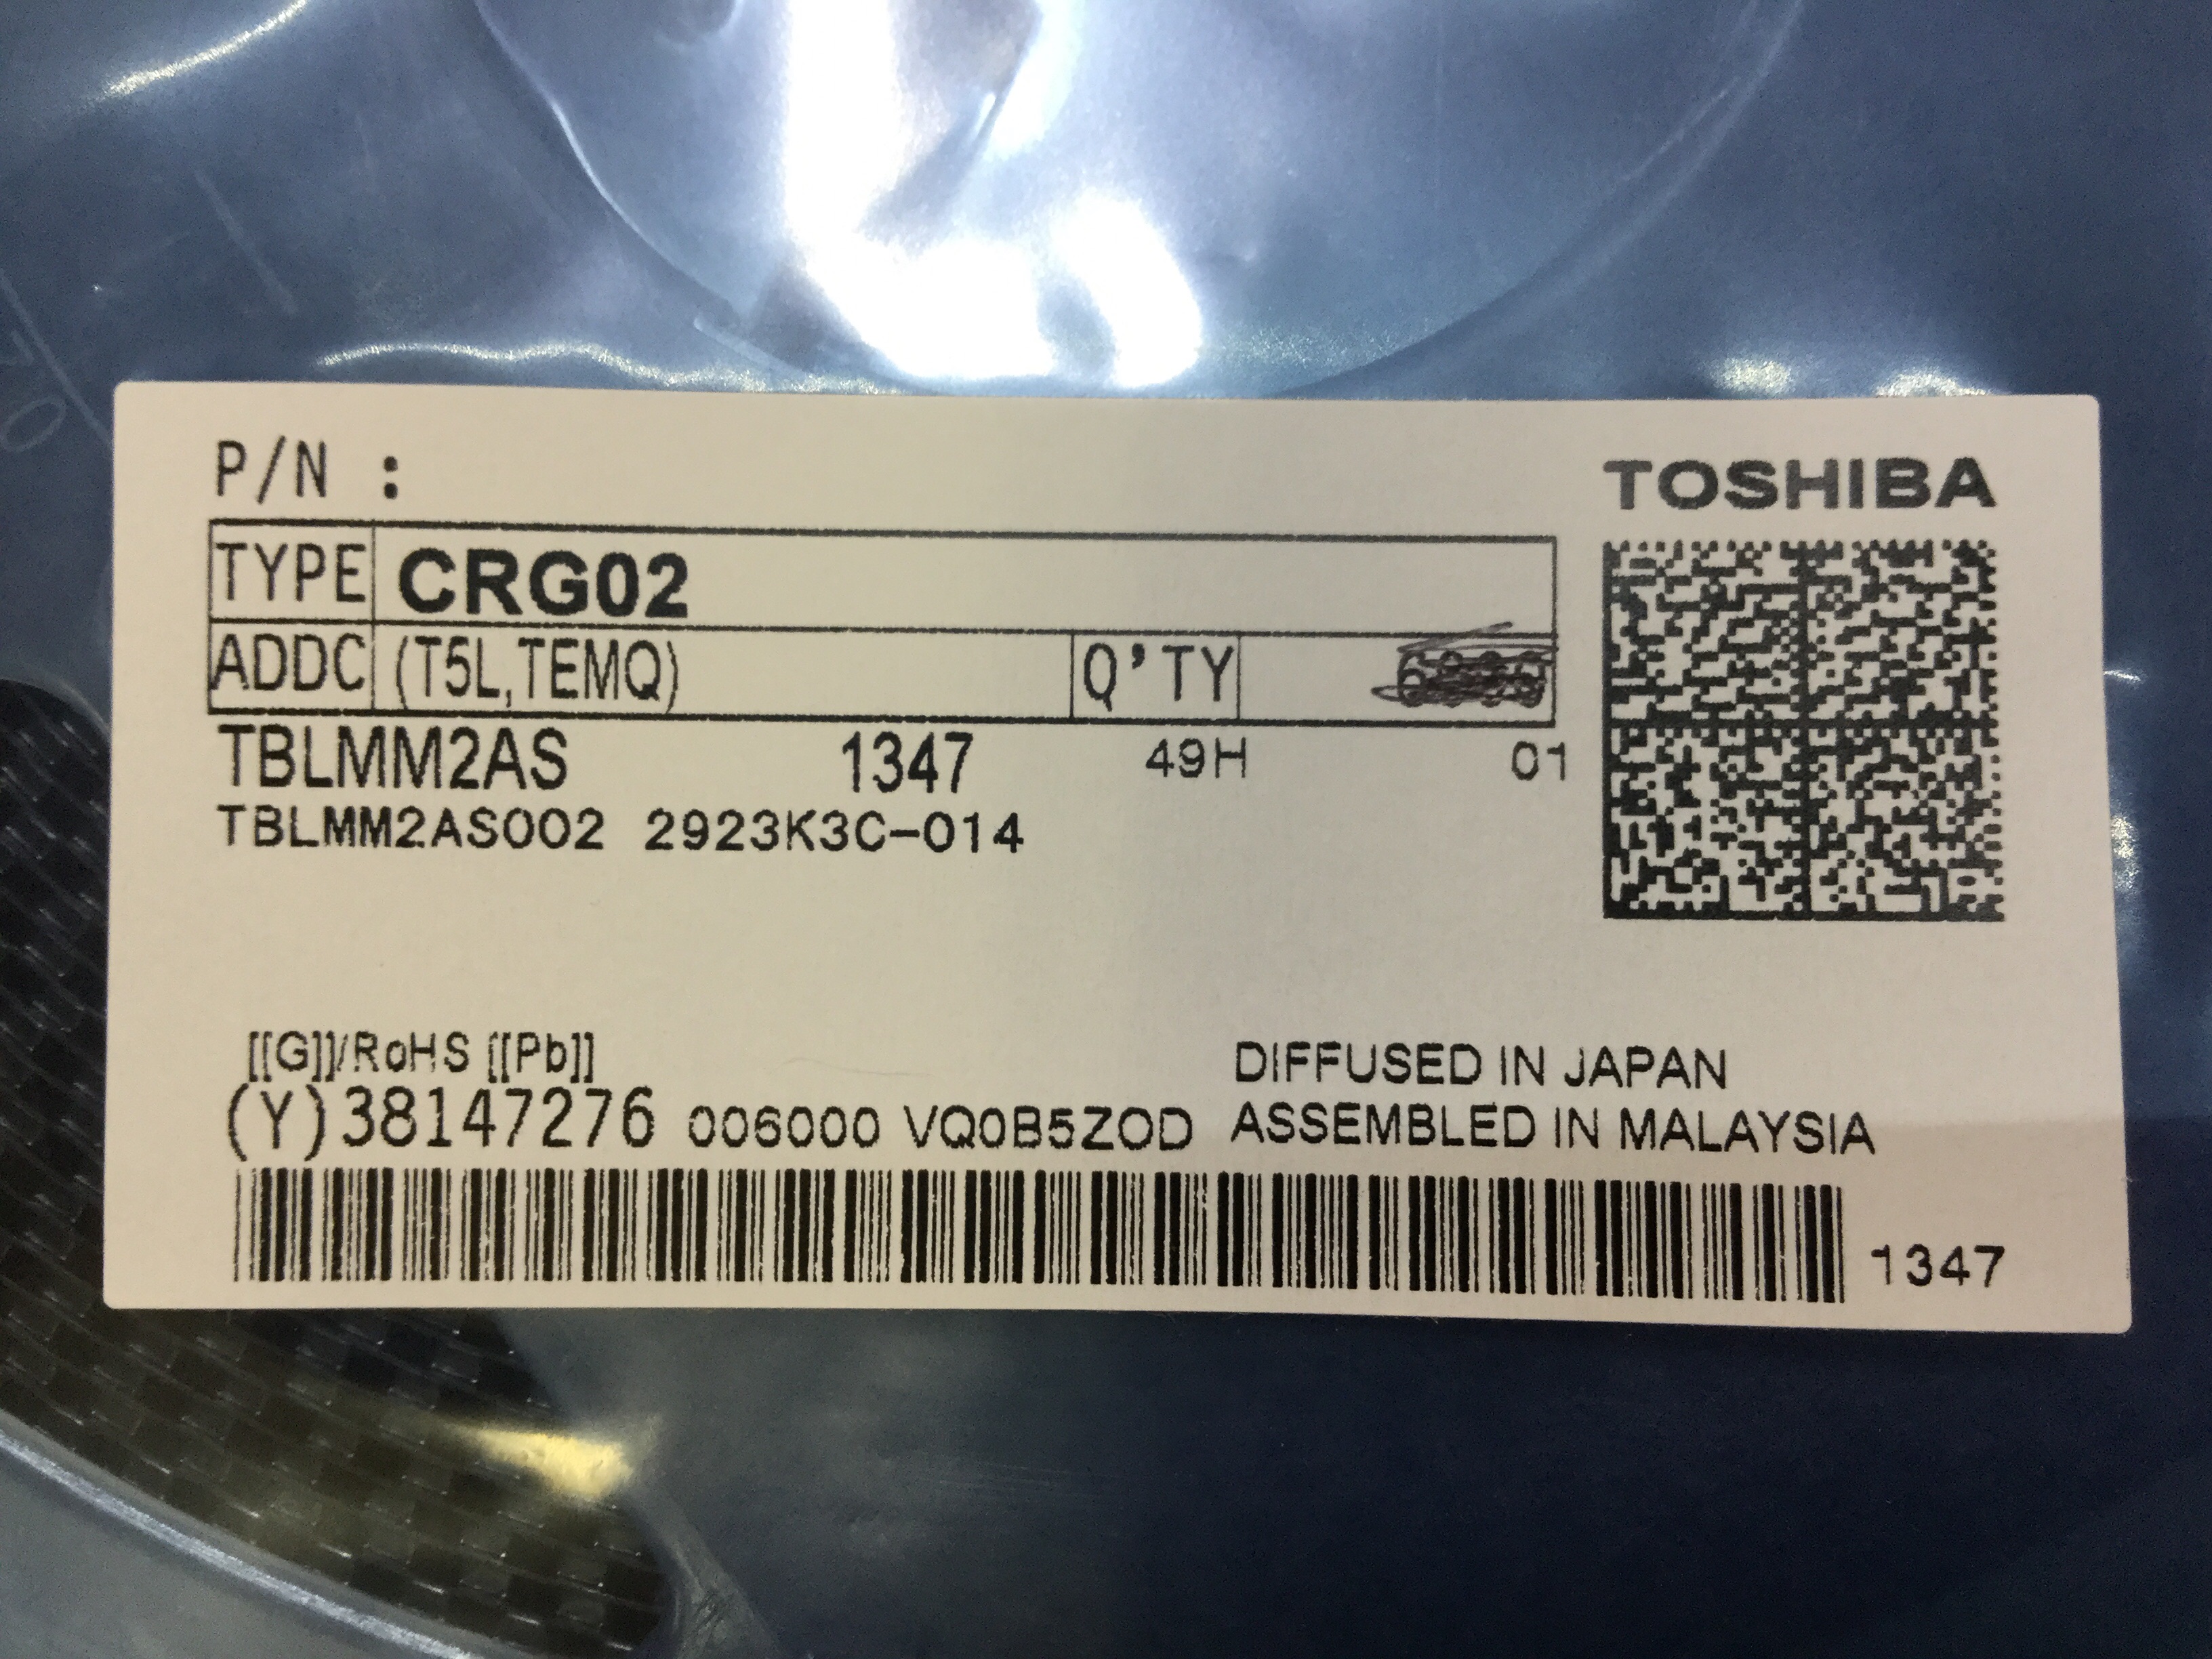 P/N :
TOSHIBA
TYPE CRG02
ADDC (T5L,TEMQ) Q'TY
TBLMM2AS 1347 49H 01
TBLMM2AS002 2923K3C-014
[[G]]/RoHS [[Pb]]
DIFFUSED IN JAPAN
(Y)38147276 006000 VQ0B5ZOD
ASSEMBLED IN MALAYSIA
1347